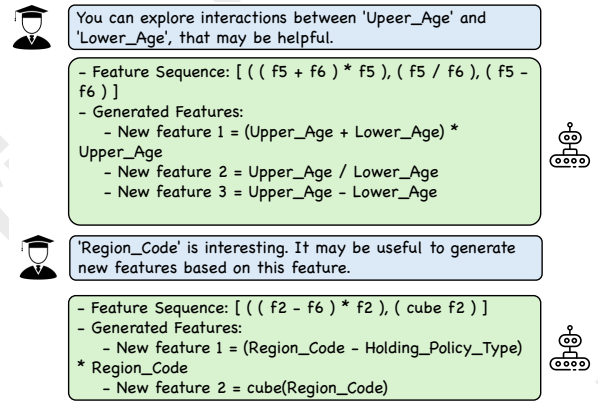 You can explore interactions between 'Upeer_Age' and
'Lower_Age', that may be helpful.
- Feature Sequence: [ ( ( f5 + f6 ) * f5 ), ( f5 / f6 ), ( f5 -
f6 ) ]
- Generated Features:
- New feature 1 = (Upper_Age + Lower_Age) *
Upper_Age
- New feature 2 = Upper_Age / Lower_Age
- New feature 3 = Upper_Age - Lower_Age
'Region_Code' is interesting. It may be useful to generate
new features based on this feature.
- Feature Sequence: [ ( ( f2 - f6 ) * f2 ), ( cube f2 ) ]
- Generated Features:
- New feature 1 = (Region_Code - Holding_Policy_Type)
* Region_Code
- New feature 2 = cube(Region_Code)